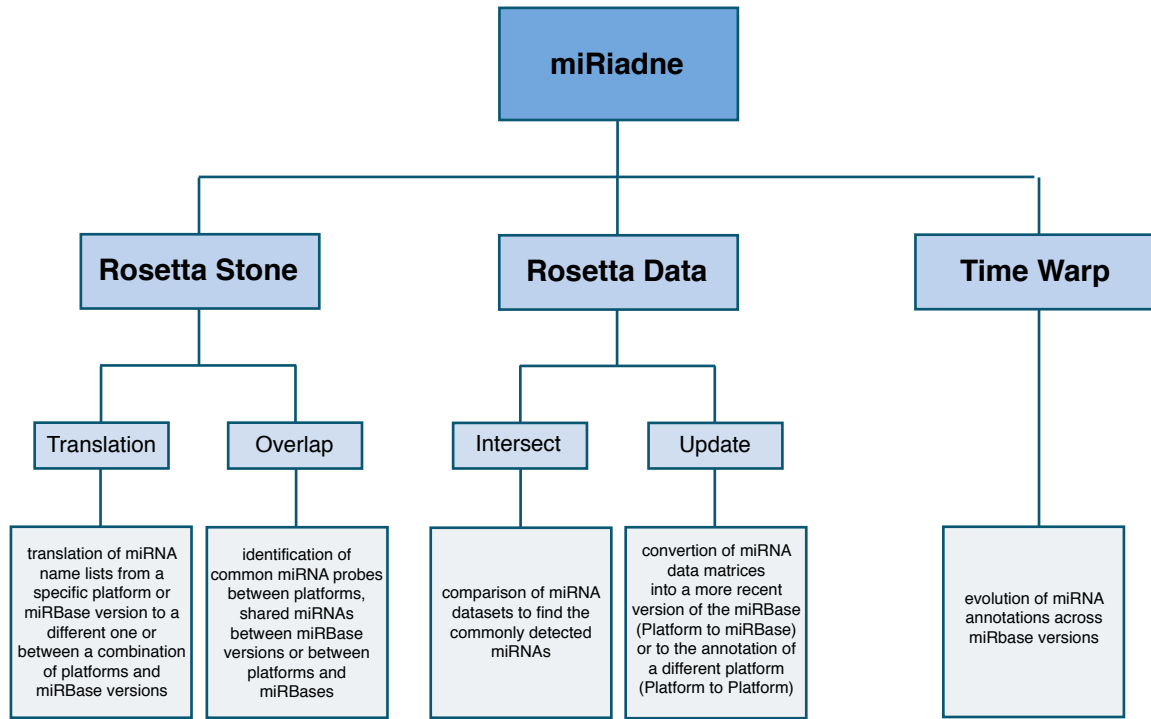 miRiadne
Rosetta Stone
Rosetta Data
Time Warp
Translation
Overlap
Intersect
Update
translation of miRNA
name lists from a
specific platform or
miRBase version to a
different one or
between a combination
of platforms and
miRBase versions
identification of
common miRNA probes
between platforms,
shared miRNAs
between miRBase
versions or between
platforms and
miRBases
comparison of miRNA
datasets to find the
commonly detected
miRNAs
convertion of miRNA
data matrices
into a more recent
version of the miRBase
(Platform to miRBase)
or to the annotation of
a different platform
(Platform to Platform)
evolution of miRNA
annotations across
miRbase versions